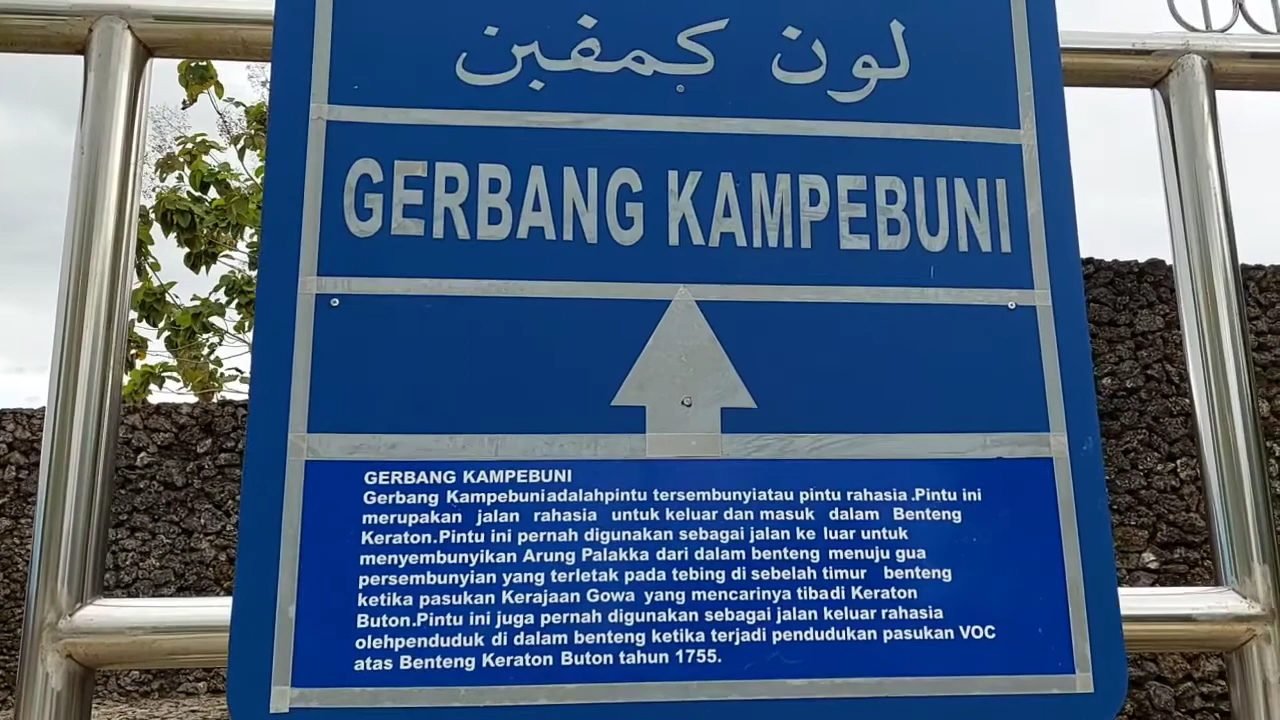 لون كمفبن
GERBANG KAMPEBUNI
GERBANG KAMPEBUNI
Gerbang Kampebuniadalahpintu tersembunyiatau pintu rahasia .Pintu ini
merupakan jalan rahasia untuk keluar dan masuk dalam Benteng
Keraton.Pintu ini pernah digunakan sebagai jalan ke luar untuk
menyembunyikan Arung Palakka dari dalam benteng menuju gua
persembunyian yang terletak pada tebing di sebelah timur benteng
ketika pasukan Kerajaan Gowa yang mencarinya tibadi Keraton
Buton.Pintu ini juga pernah digunakan sebagai jalan keluar rahasia
olehpenduduk di dalam benteng ketika terjadi pendudukan pasukan VOC
atas Benteng Keraton Buton tahun 1755.